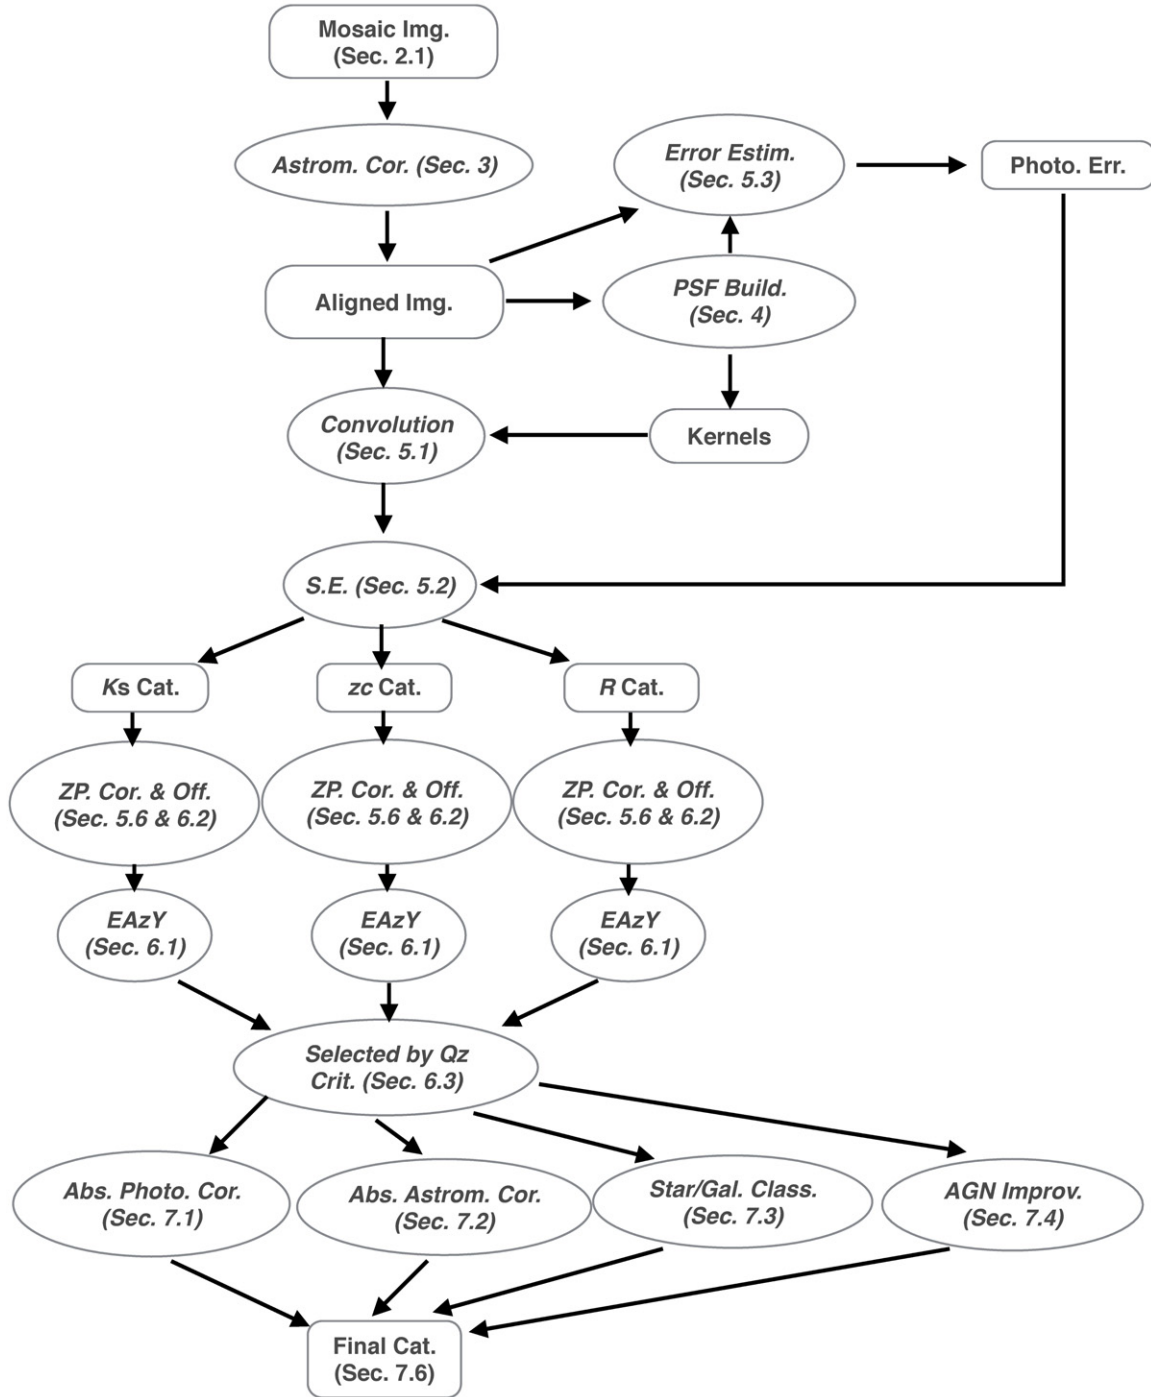 Mosaic Img.
(Sec. 2.1)
Astrom. Cor. (Sec. 3)
Error Estim.
(Sec. 5.3)
Photo. Err.
Aligned Img.
PSF Build.
(Sec. 4)
Convolution
(Sec. 5.1)
Kernels
S.E. (Sec. 5.2)
Ks Cat.
zc Cat.
R Cat.
ZP. Cor. & Off.
(Sec. 5.6 & 6.2)
ZP. Cor. & Off.
(Sec. 5.6 & 6.2)
ZP. Cor. & Off.
(Sec. 5.6 & 6.2)
EAzY
(Sec. 6.1)
EAzY
(Sec. 6.1)
EAzY
(Sec. 6.1)
Selected by Qz
Crit. (Sec. 6.3)
Abs. Photo. Cor.
(Sec. 7.1)
Abs. Astrom. Cor.
(Sec. 7.2)
Star/Gal. Class.
(Sec. 7.3)
AGN Improv.
(Sec. 7.4)
Final Cat.
(Sec. 7.6)